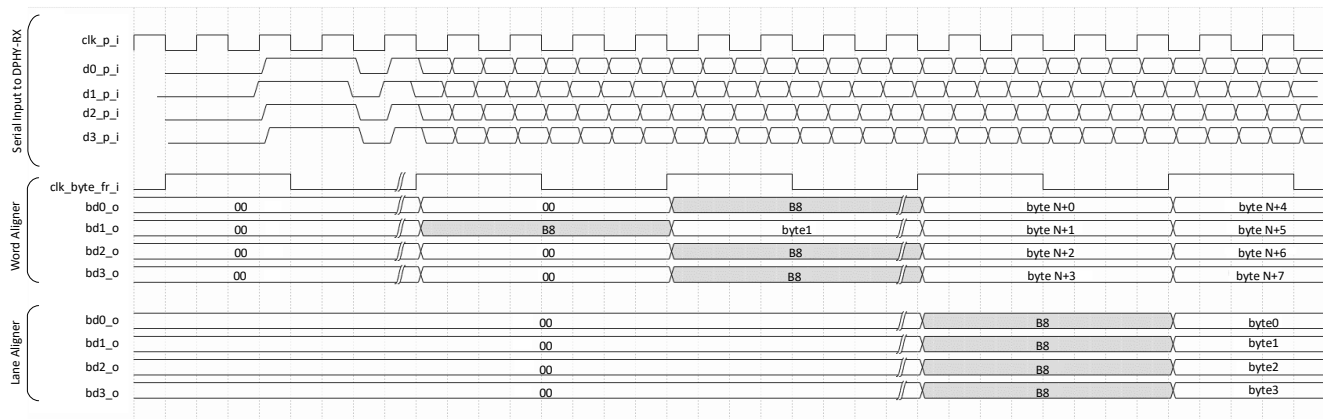 Serial Input to DPHY-RX
clk_p_i
d0_p_i
d1_p_i
d2_p_i
d3_p_i
Word Aligner
clk_byte_fr_i
bd0_o 00 00 B8 byte N+0 byte N+4
bd1_o 00 B8 byte1 byte N+1 byte N+5
bd2_o 00 00 B8 byte N+2 byte N+6
bd3_o 00 00 B8 byte N+3 byte N+7
Lane Aligner
bd0_o 00 B8 byte0
bd1_o 00 B8 byte1
bd2_o 00 B8 byte2
bd3_o 00 B8 byte3